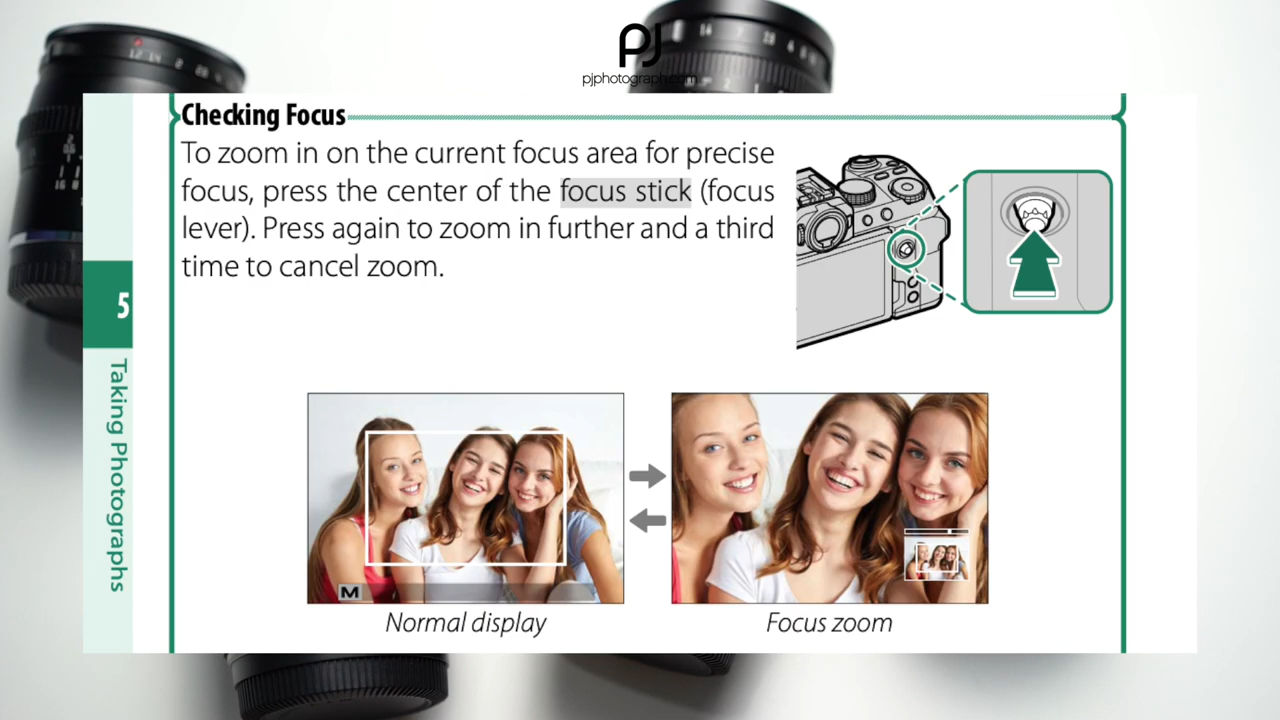 PJ
pjphotograph.com
Checking Focus
To zoom in on the current focus area for precise
focus, press the center of the focus stick (focus
lever). Press again to zoom in further and a third
time to cancel zoom.
5
Taking Photographs
M
Normal display
Focus zoom